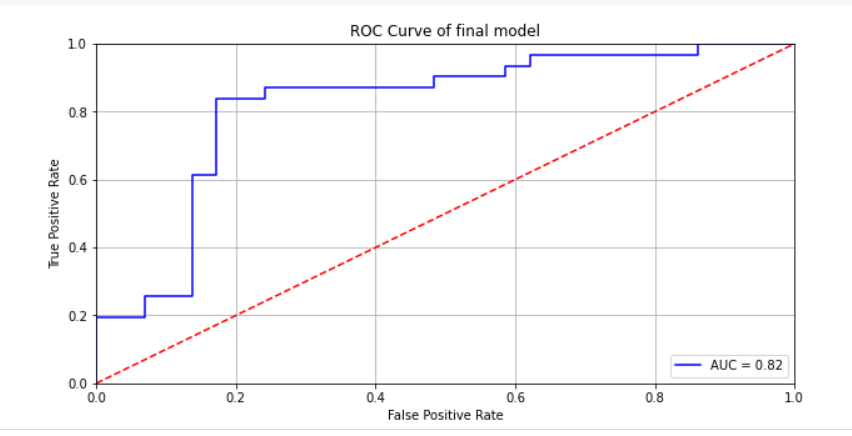 ROC Curve of final model
1.0
0.8
0.6
0.4
0.2
0.0
True Positive Rate
AUC = 0.82
0.0 0.2 0.4 0.6 0.8 1.0
False Positive Rate